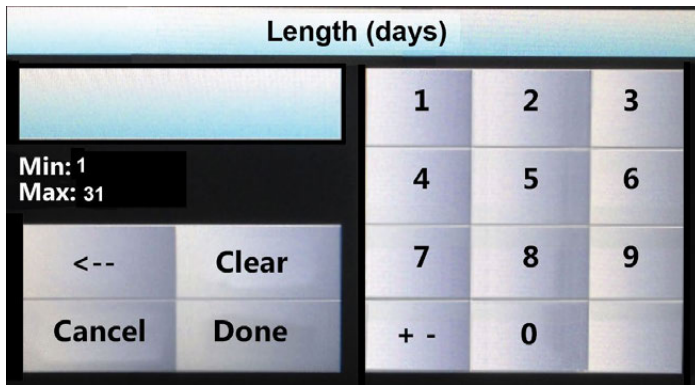 Length (days)
Min: 1
Max: 31
<-- Clear
Cancel Done
1 2 3
4 5 6
7 8 9
+ - 0